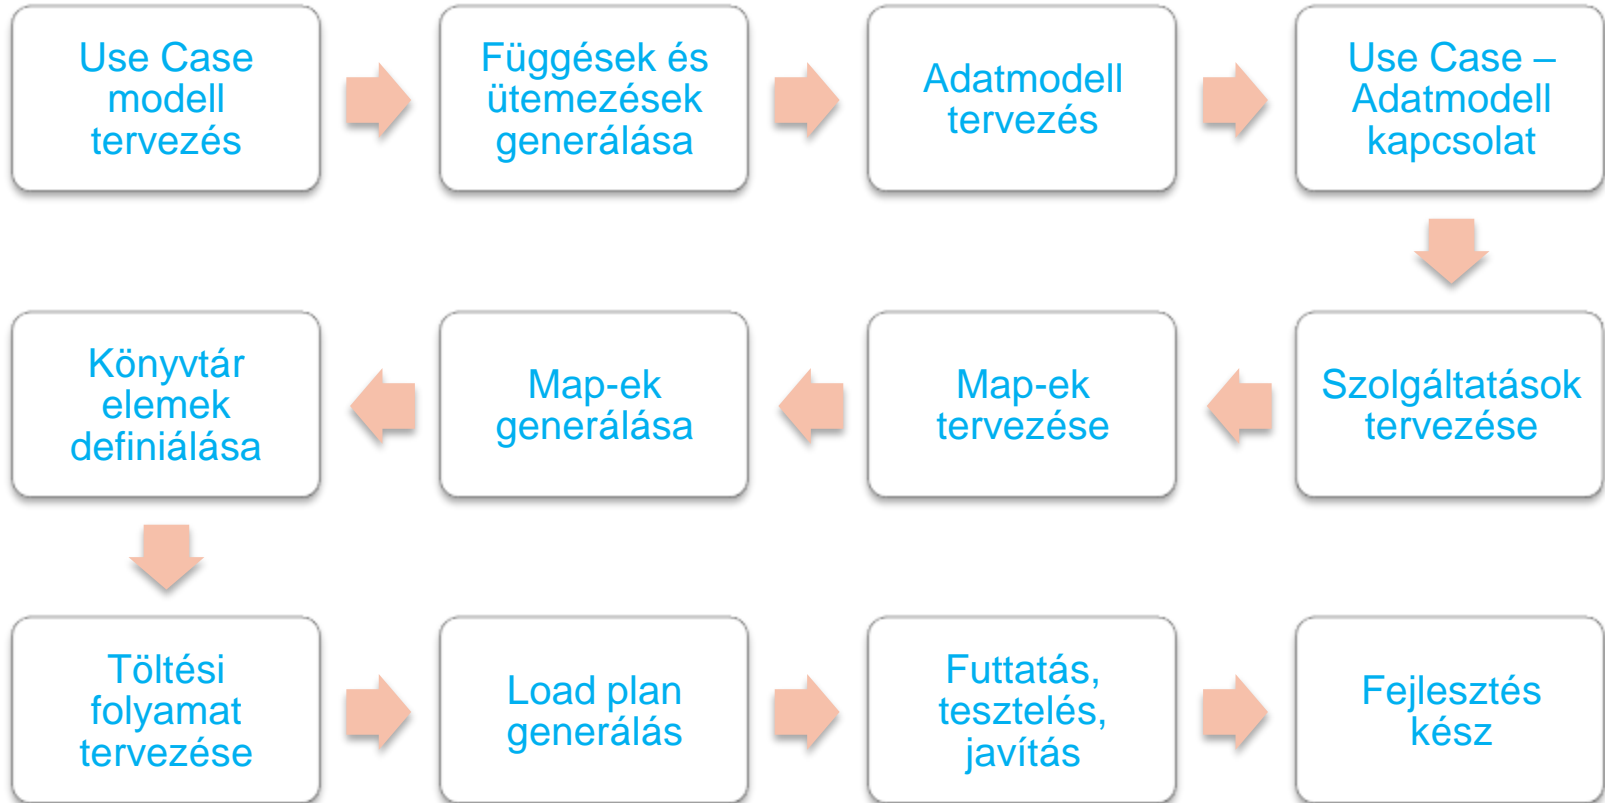 Use Case
modell
tervezés
Függések és
ütemezések
generálása
Adatmodell
tervezés
Use Case –
Adatmodell
kapcsolat
Szolgáltatások
tervezése
Map-ek
tervezése
Map-ek
generálása
Könyvtár
elemek
definiálása
Töltési
folyamat
tervezése
Load plan
generálás
Futtatás,
tesztelés,
javítás
Fejlesztés
kész